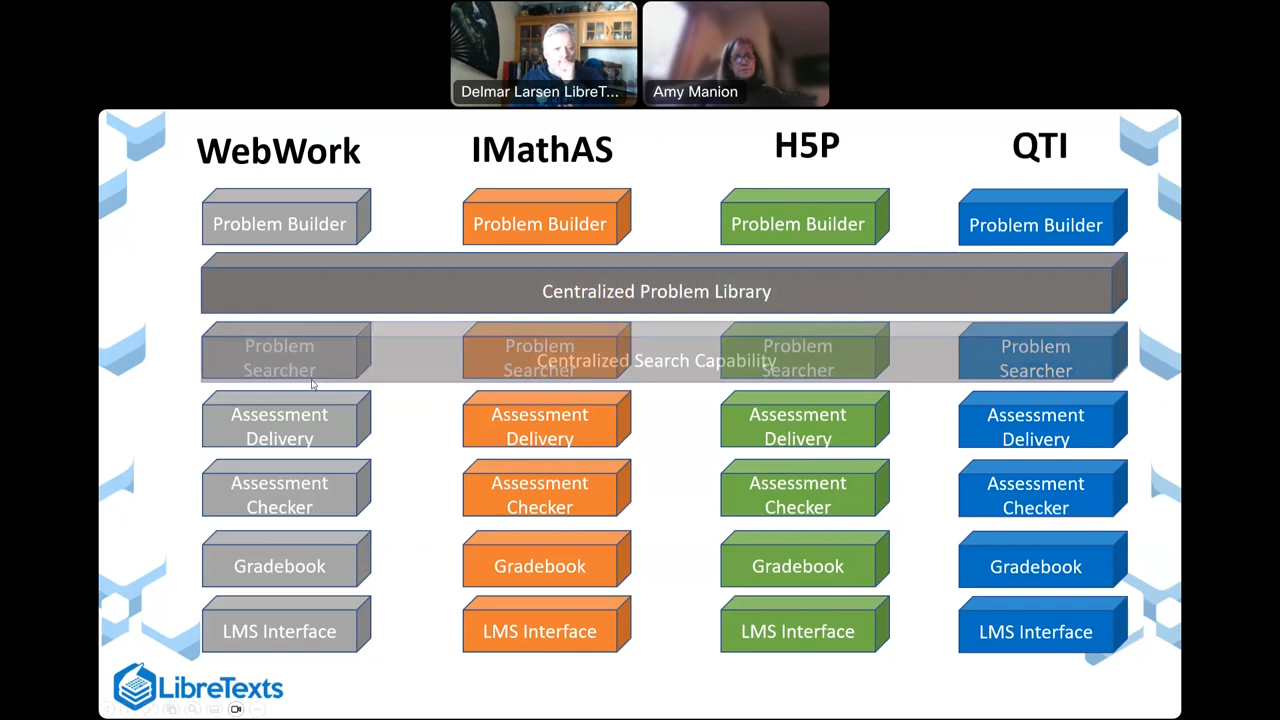 Delmar Larsen LibreT...
Amy Manion
WebWork
IMathAS
H5P
QTI
Problem Builder
Problem Builder
Problem Builder
Problem Builder
Centralized Problem Library
Problem
Searcher
Problem
Searcher
Problem
Searcher
Problem
Searcher
Centralized Search Capability
Assessment
Delivery
Assessment
Delivery
Assessment
Delivery
Assessment
Delivery
Assessment
Checker
Assessment
Checker
Assessment
Checker
Assessment
Checker
Gradebook
Gradebook
Gradebook
Gradebook
LMS Interface
LMS Interface
LMS Interface
LMS Interface
LibreTexts